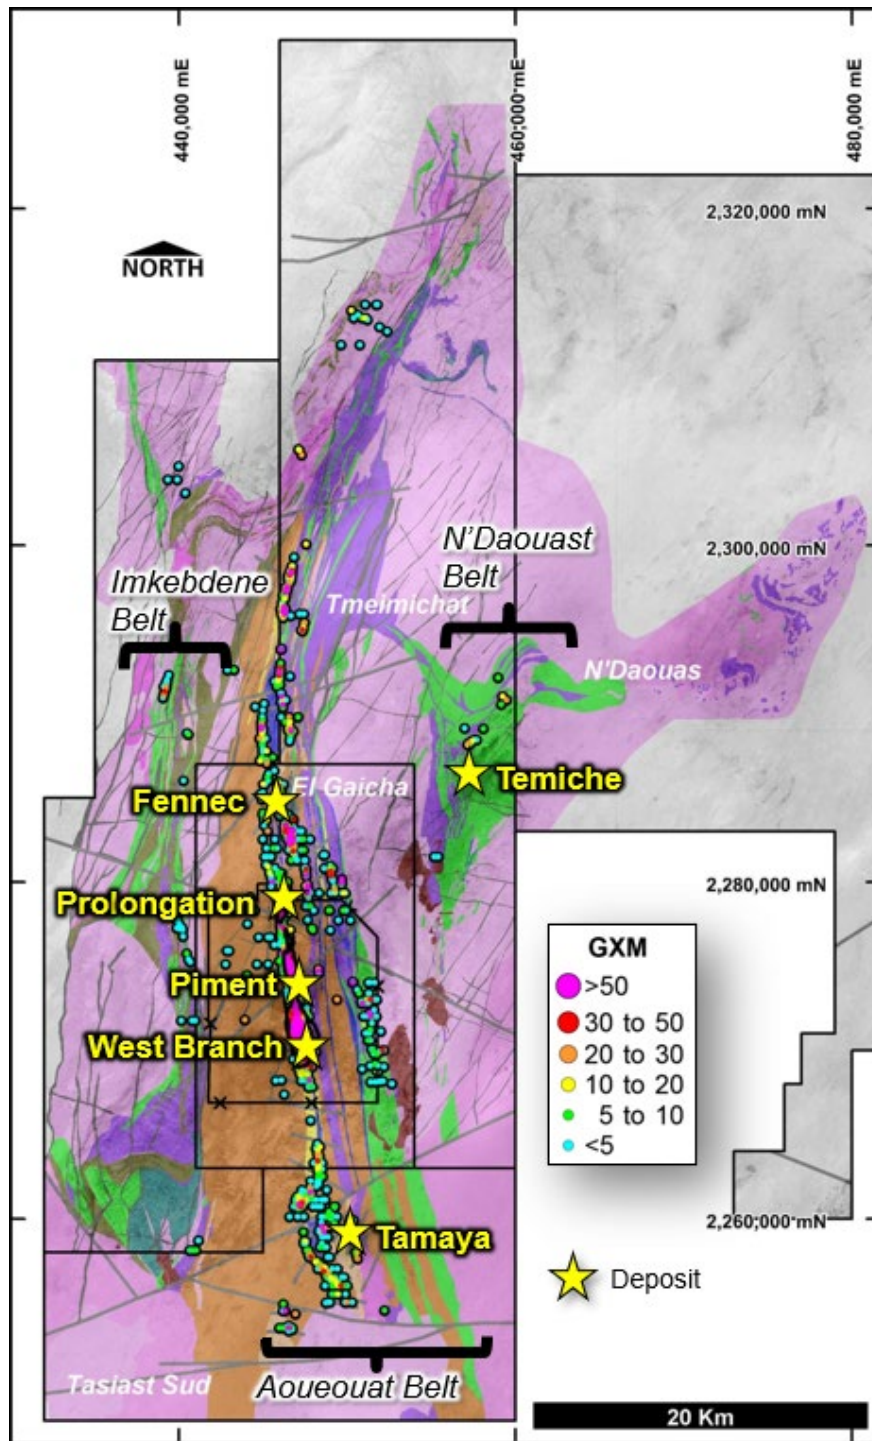 440,000 mE
460,000 mE
480,000 mE
2,320,000 mN
NORTH
N'Daouast
Belt
2,300,000 mN
Imkebdene
Belt
Tmeimichat
N'Daouas
El Gaicha
Temiche
Fennec
2,280,000 mN
Prolongation
GXM
>50
30 to 50
20 to 30
10 to 20
5 to 10
<5
Piment
West Branch
2,260,000 mN
Tamaya
Deposit
Tasiast Sud
Aoueouat Belt
20 Km